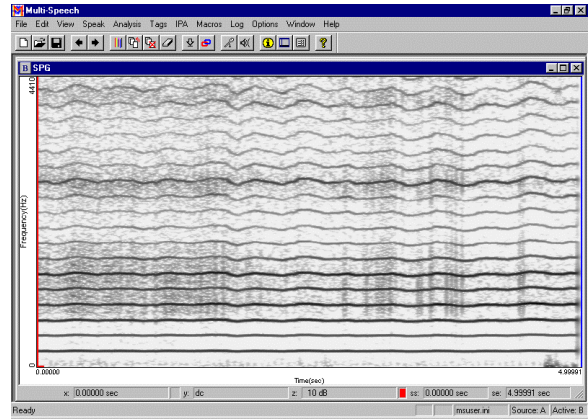 Multi-Speech
File Edit View Speak Analysis Tags IPA Macros Log Options Window Help
B SPG
4410
Frequency(Hz)
0
0.00000 4.99991
Time(sec)
x: 0.00000 sec y: dc z: 10 dB ss: 0.00000 sec se: 4.99991 sec
Ready msuser.ini Source: A Active: B